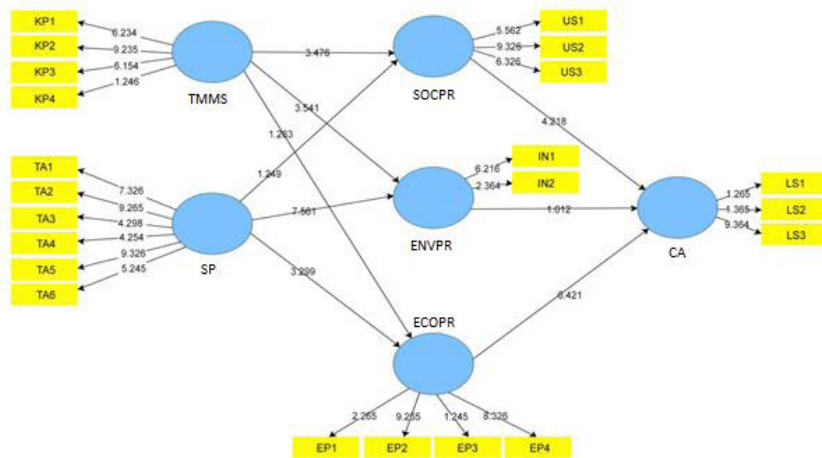 KP1
KP2
KP3
KP4
6.234
9.235
6.154
1.246
TMMS
3.476
3.541
1.263
SOCPR
5.562
9.326
6.326
US1
US2
US3
4.218
TA1
TA2
TA3
TA4
TA5
TA6
7.326
9.265
4.298
4.254
9.326
5.245
SP
1.249
7.561
3.299
ENVPR
6.216
2.364
IN1
IN2
1.012
CA
1.265
1.365
9.364
LS1
LS2
LS3
ECOPR
6.421
2.265
9.265
1.245
8.326
EP1
EP2
EP3
EP4